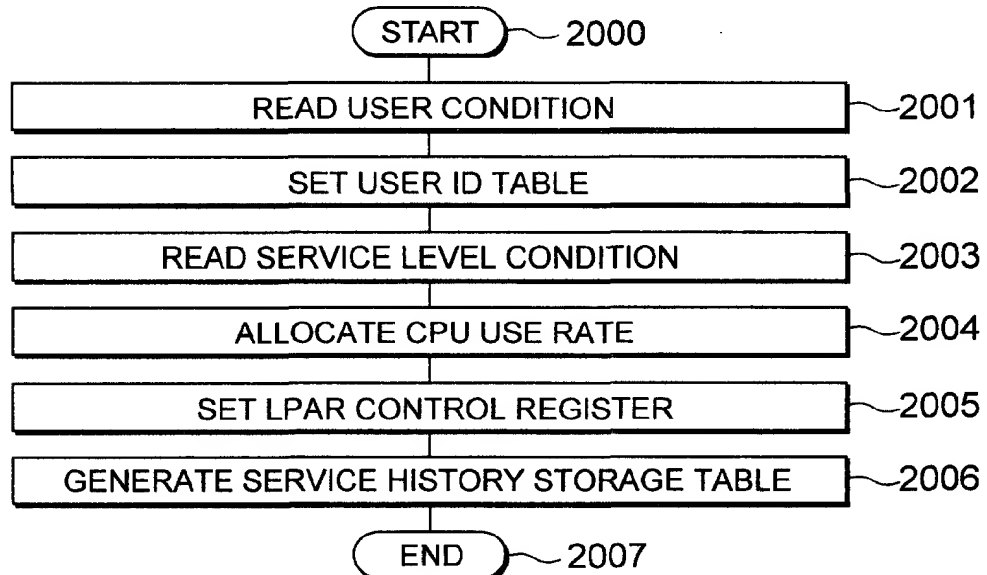 START 2000
READ USER CONDITION 2001
SET USER ID TABLE 2002
READ SERVICE LEVEL CONDITION 2003
ALLOCATE CPU USE RATE 2004
SET LPAR CONTROL REGISTER 2005
GENERATE SERVICE HISTORY STORAGE TABLE 2006
END 2007